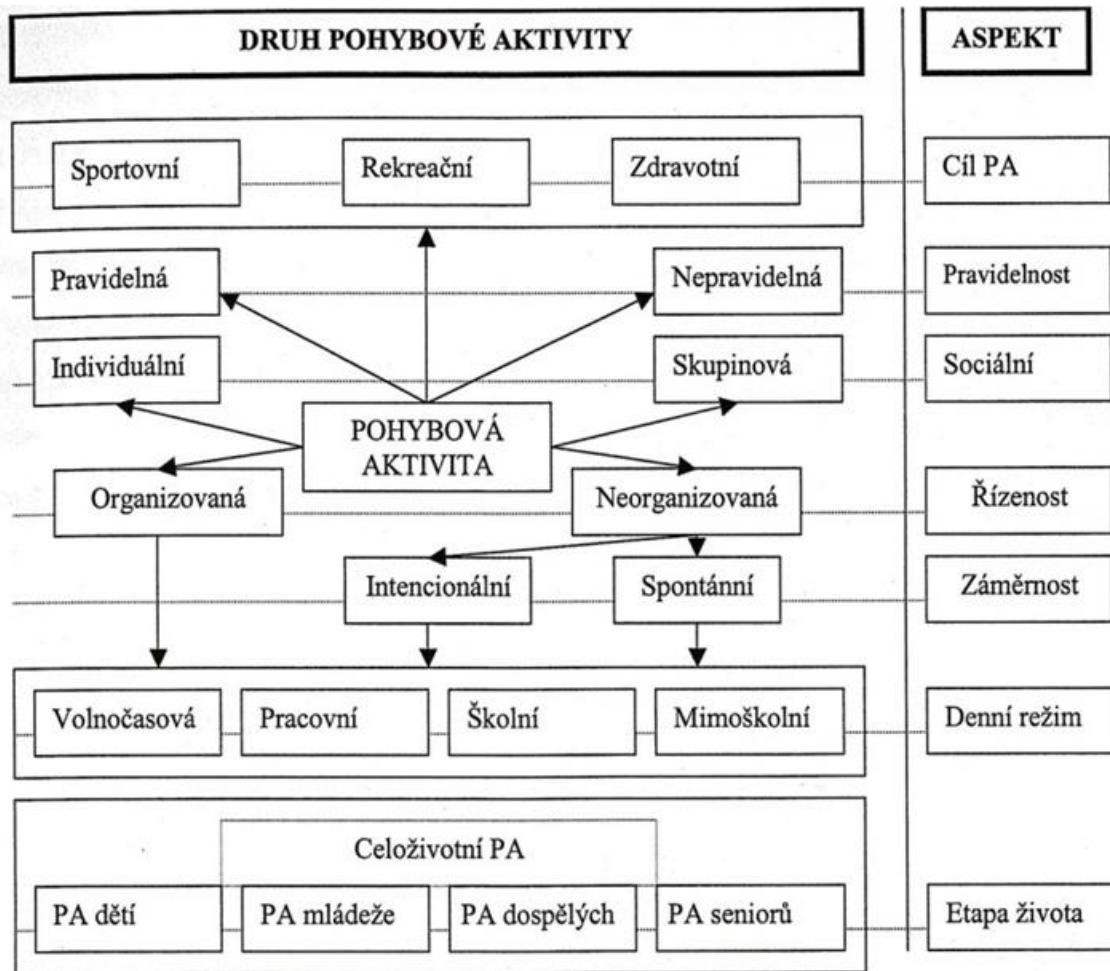 DRUH POHYBOVÉ AKTIVITY
ASPEKT
Sportovní
Rekreační
Zdravotní
Cíl PA
Pravidelná
Nepravidelná
Pravidelnost
Individuální
Skupinová
Sociální
POHYBOVÁ
AKTIVITA
Organizovaná
Neorganizovaná
Řízenost
Intencionální
Spontánní
Záměrnost
Volnočasová
Pracovní
Školní
Mimoškolní
Denní režim
Celoživotní PA
PA dětí
PA mládeže
PA dospělých
PA seniorů
Etapa života